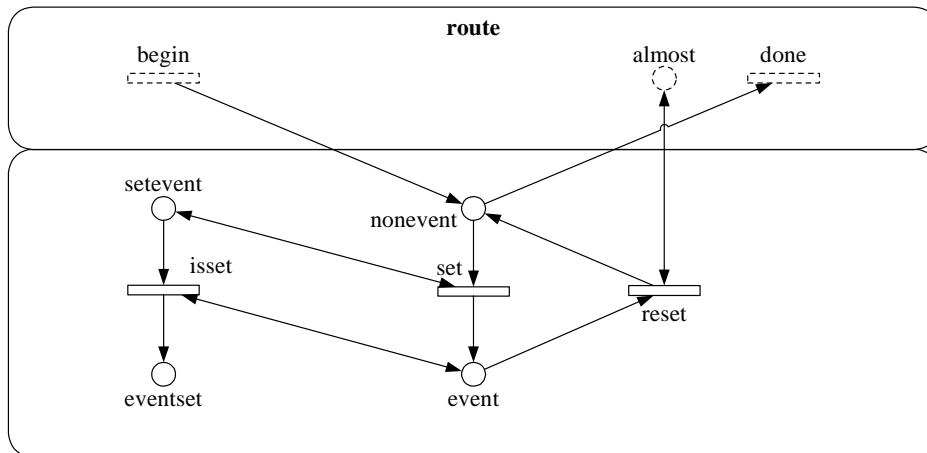 route
begin
almost
done
setevent
nonevent
isset
set
reset
eventset
event